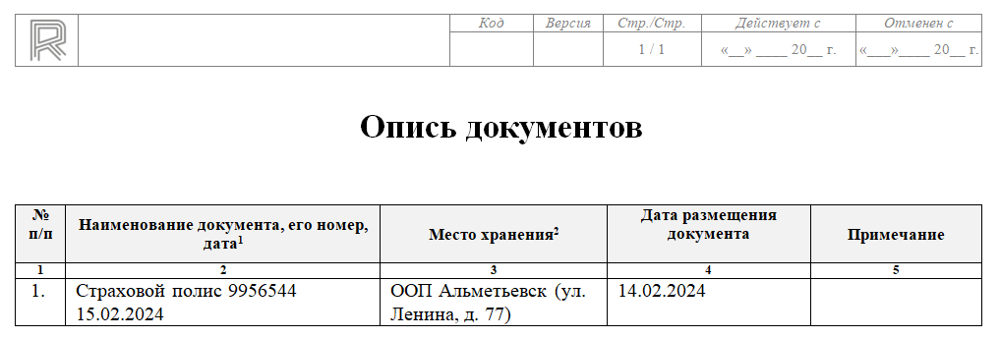 Код Версия Стр./Стр. Действует с Отменен с
1 / 1 «__» ____ 20__ г. «___»____ 20__ г.
Опись документов
№ п/п Наименование документа, его номер, дата¹ Место хранения² Дата размещения документа Примечание
1 2 3 4 5
1. Страховой полис 9956544 ООП Альметьевск (ул. 14.02.2024
15.02.2024 Ленина, д. 77)